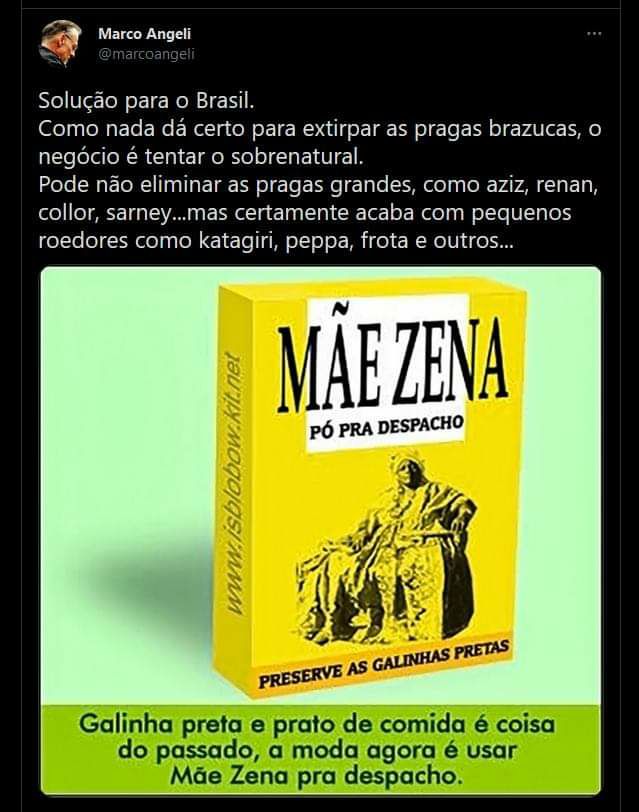 Marco Angeli
@marcoangeli
Solução para o Brasil.
Como nada dá certo para extirpar as pragas brazucas, o
negócio é tentar o sobrenatural.
Pode não eliminar as pragas grandes, como aziz, renan,
collor, sarney...mas certamente acaba com pequenos
roedores como katagiri, peppa, frota e outros...
MÃE ZENA
PÓ PRA DESPACHO
www.isblobow.kit.net
PRESERVE AS GALINHAS PRETAS
Galinha preta e prato de comida é coisa
do passado, a moda agora é usar
Mãe Zena pra despacho.